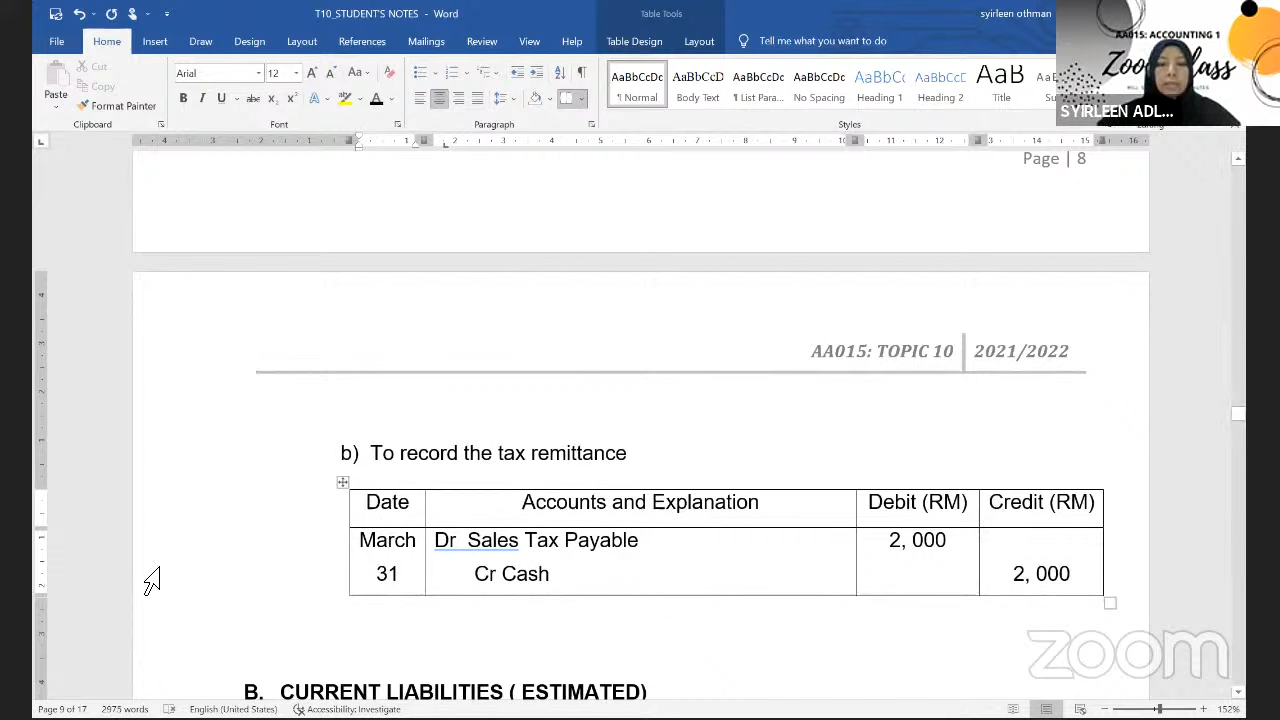 T10_STUDENT'S NOTES - Word
Table Tools
syirleen othman
File Home Insert Draw Design Layout References Mailings Review View Help Table Design Layout Tell me what you want to do
AA015: ACCOUNTING 1
SYIRLEEN ADL...
Paste
Cut
Copy
Format Painter
Clipboard
Arial 12
Font
Paragraph
AaBbCcDc AaBbCcD AaBbCcDc AaBbCcDc AaBbCc AaBbCcDc AaB
¶ Normal Body Text ¶ List Para... No Spacing Heading 1 Heading 2 Title
Styles
Page | 8
AA015: TOPIC 10 2021/2022
b) To record the tax remittance
Date Accounts and Explanation Debit (RM) Credit (RM)
March Dr Sales Tax Payable 2, 000
31 Cr Cash 2, 000
zoom
B. CURRENT LIABILITIES ( ESTIMATED)
Page 9 of 17 2975 words English (United States) Accessibility: Investigate 152%